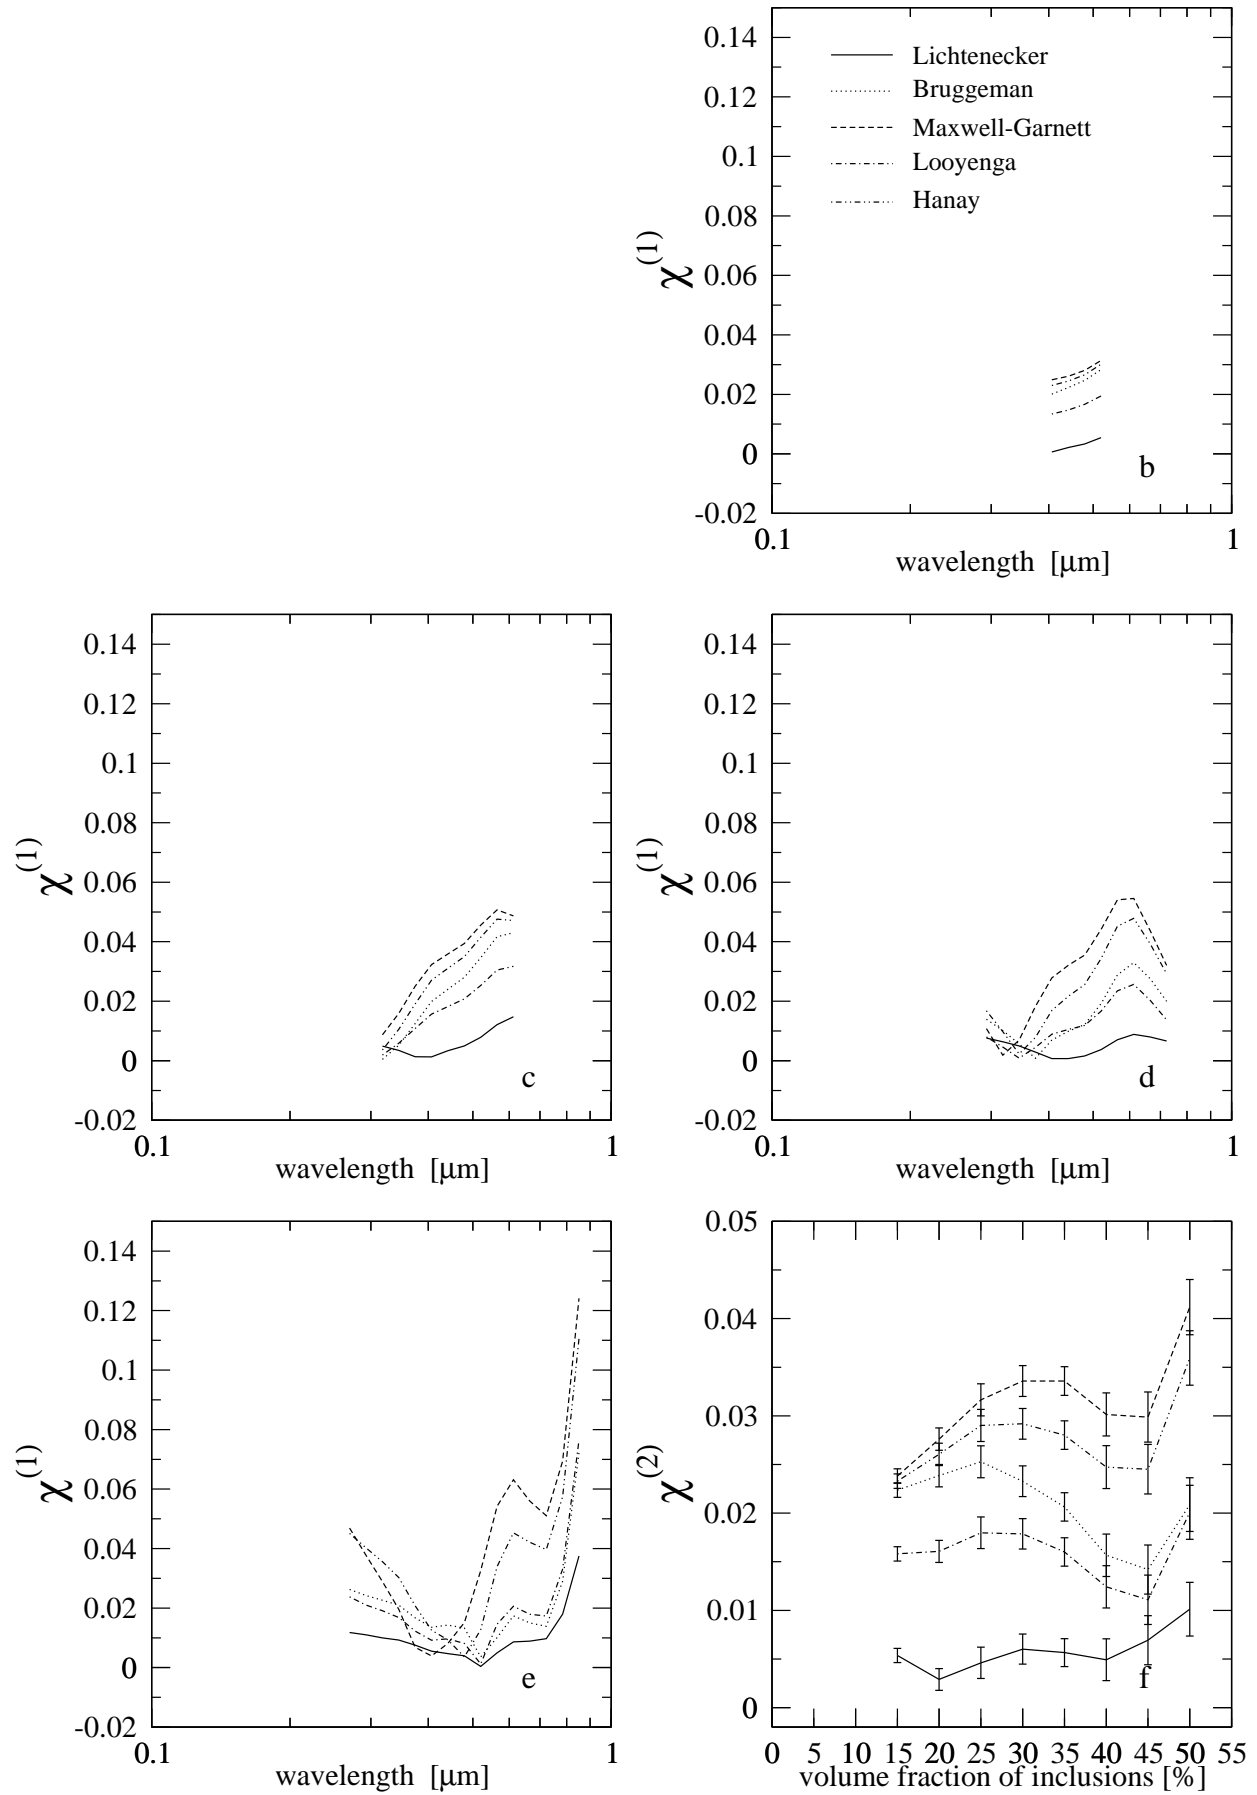 0.14
0.12
0.1
0.08
0.06
0.04
0.02
0
-0.02
χ(1)
Lichtenecker
Bruggeman
Maxwell-Garnett
Looyenga
Hanay
b
0.1 1
wavelength [μm]
0.14
0.12
0.1
0.08
0.06
0.04
0.02
0
-0.02
χ(1)
c
0.1 1
wavelength [μm]
0.14
0.12
0.1
0.08
0.06
0.04
0.02
0
-0.02
χ(1)
d
0.1 1
wavelength [μm]
0.14
0.12
0.1
0.08
0.06
0.04
0.02
0
-0.02
χ(1)
e
0.1 1
wavelength [μm]
0.05
0.04
0.03
0.02
0.01
0
χ(2)
f
0 5 10 15 20 25 30 35 40 45 50 55
volume fraction of inclusions [%]